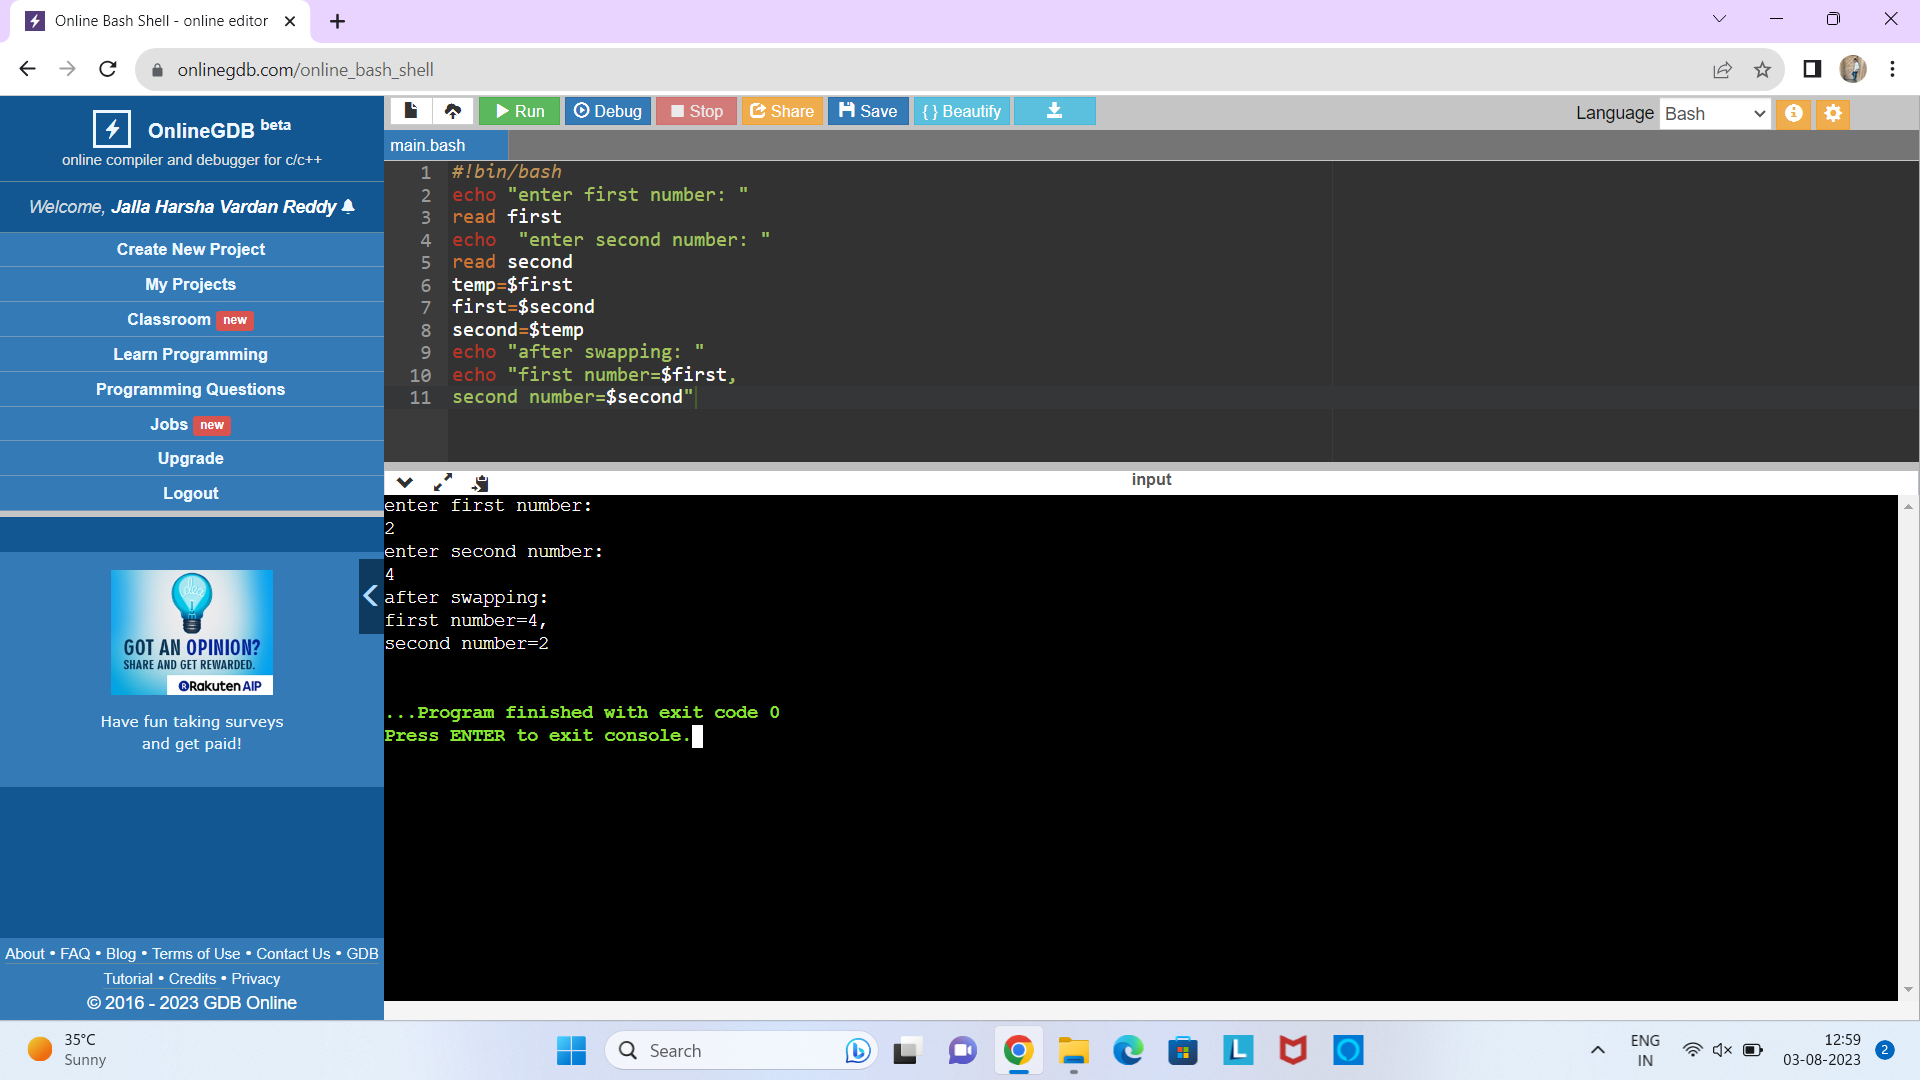 Online Bash Shell - online editor
onlinegdb.com/online_bash_shell
OnlineGDB beta
online compiler and debugger for c/c++
Welcome, Jalla Harsha Vardan Reddy
Create New Project
My Projects
Classroom new
Learn Programming
Programming Questions
Jobs new
Upgrade
Logout
idea
GOT AN OPINION?
SHARE AND GET REWARDED.
Rakuten AIP
Have fun taking surveys
and get paid!
About • FAQ • Blog • Terms of Use • Contact Us • GDB
Tutorial • Credits • Privacy
© 2016 - 2023 GDB Online
Run Debug Stop Share Save { } Beautify
Language Bash
main.bash
1 #!bin/bash
2 echo "enter first number: "
3 read first
4 echo  "enter second number: "
5 read second
6 temp=$first
7 first=$second
8 second=$temp
9 echo "after swapping: "
10 echo "first number=$first,
11 second number=$second"
input
enter first number:
2
enter second number:
4
after swapping:
first number=4,
second number=2
...Program finished with exit code 0
Press ENTER to exit console.
35°C
Sunny
Search
L
ENG
IN
12:59
03-08-2023
2